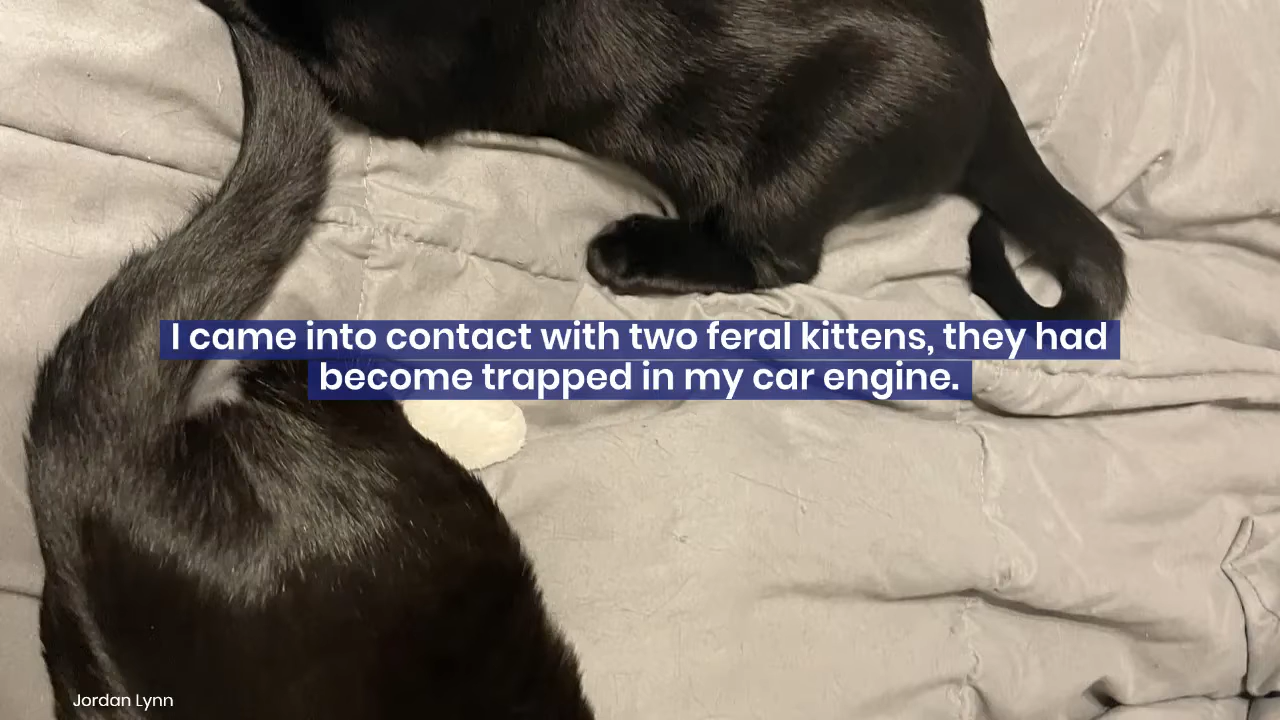 I came into contact with two feral kittens, they had
become trapped in my car engine.
Jordan Lynn